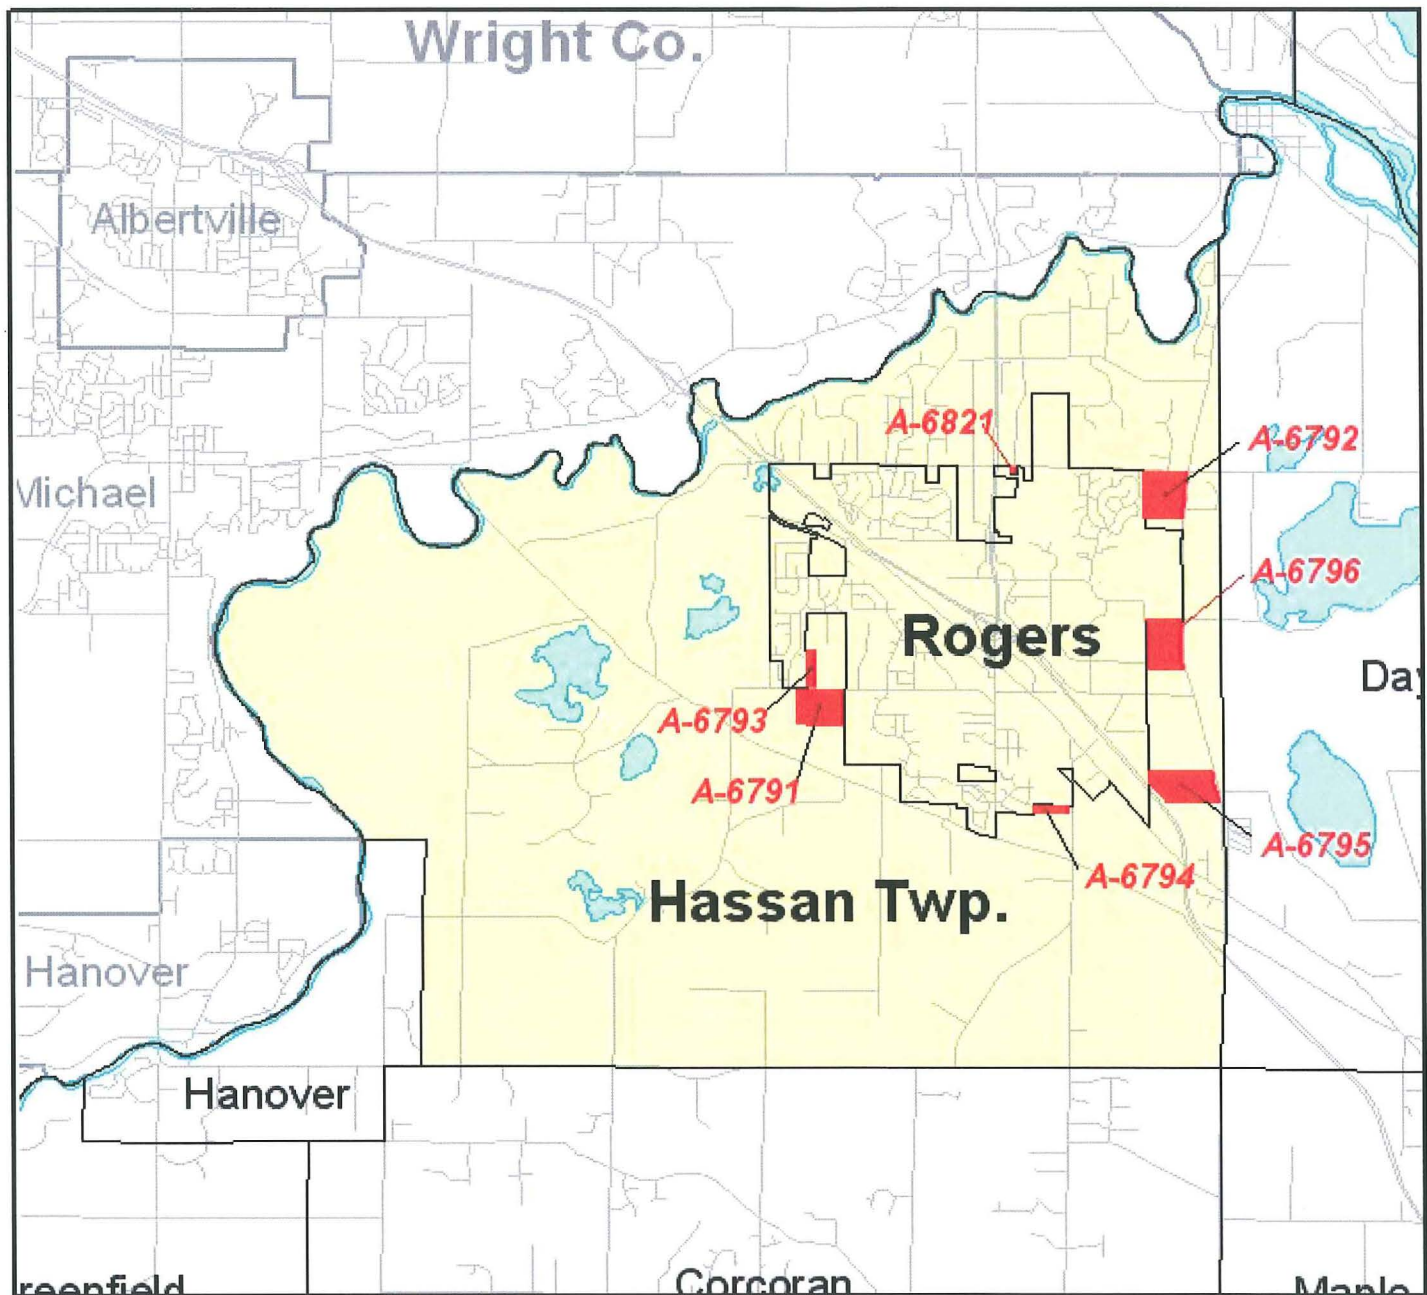 Wright Co.
Albertville
A-6821
A-6792
Michael
A-6796
Rogers
Day
A-6793
A-6791
A-6795
A-6794
Hassan Twp.
Hanover
Hanover
reenfield
Corcoran
Maple